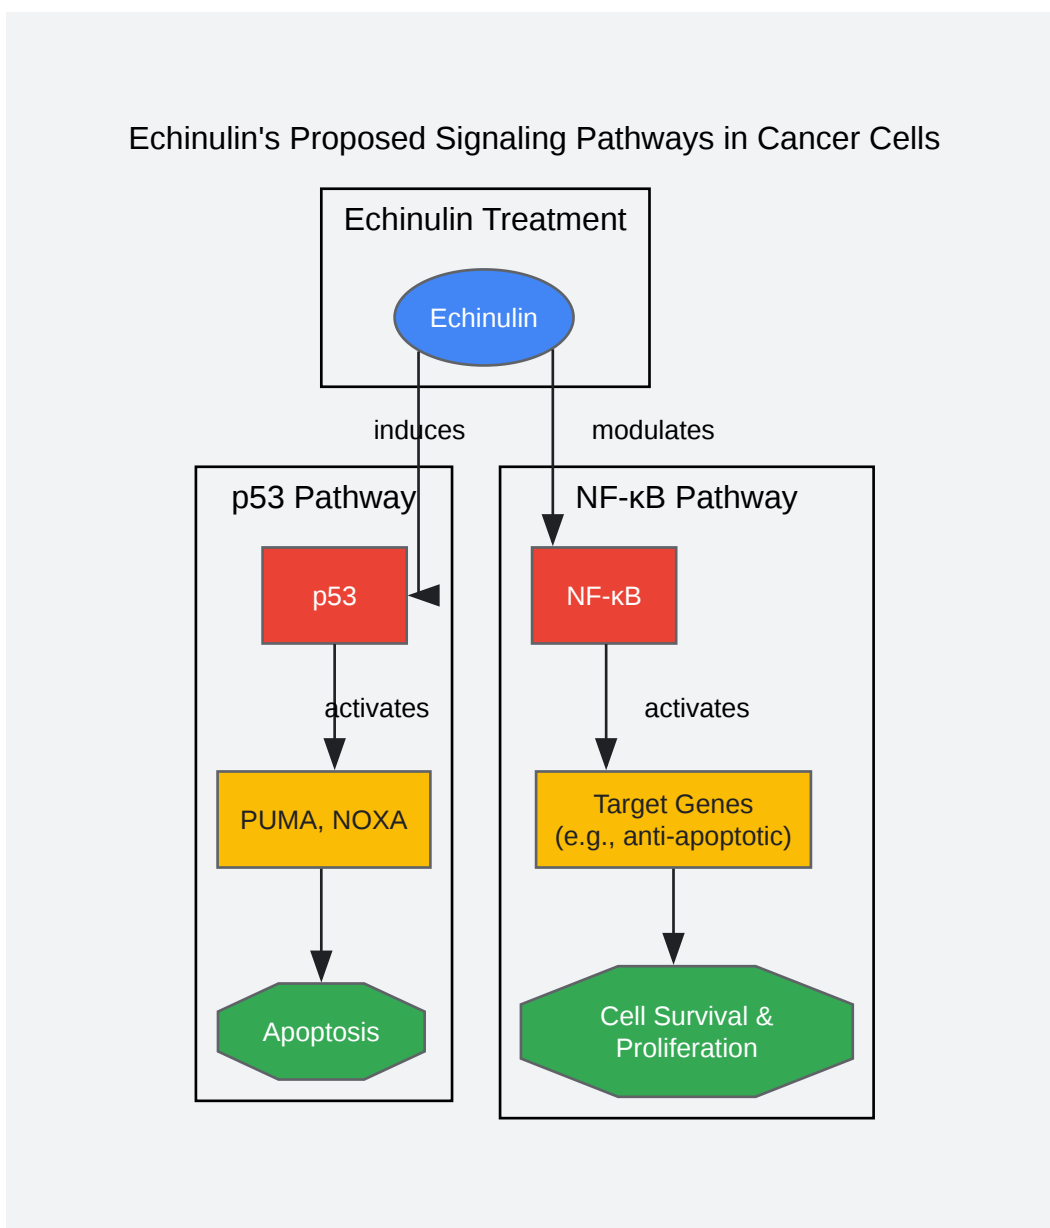 Echinulin's Proposed Signaling Pathways in Cancer Cells
Echinulin Treatment
Echinulin
induces
modulates
p53 Pathway
NF-κB Pathway
p53
NF-κB
activates
activates
PUMA, NOXA
Target Genes
(e.g., anti-apoptotic)
Apoptosis
Cell Survival &
Proliferation